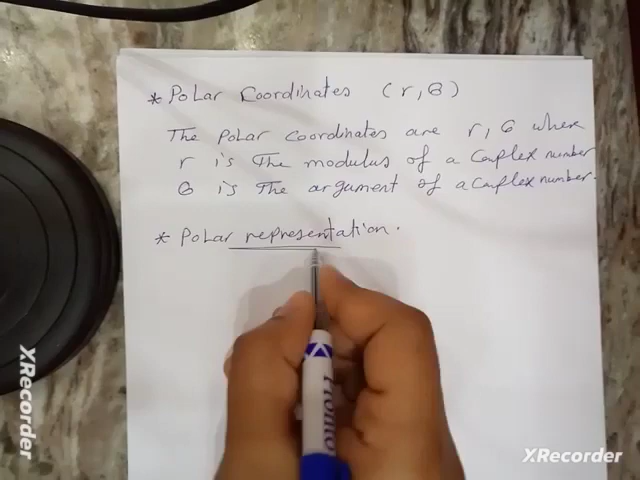 * Polar Coordinates (r, θ)
The polar coordinates are r, θ where
r is the modulus of a Complex number
θ is the argument of a complex number.
* Polar representation.
Pronto
XRecorder
XRecorder